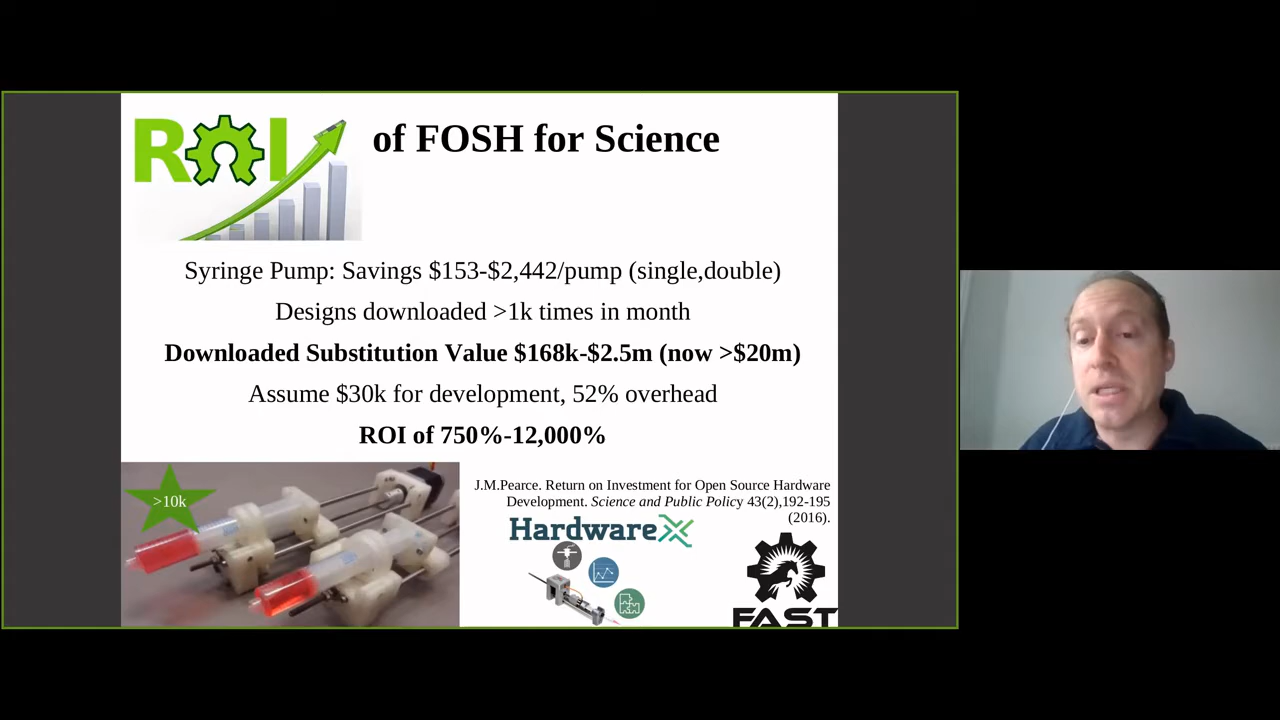 ROI
of FOSH for Science
Syringe Pump: Savings $153-$2,442/pump (single,double)
Designs downloaded >1k times in month
Downloaded Substitution Value $168k-$2.5m (now >$20m)
Assume $30k for development, 52% overhead
ROI of 750%-12,000%
>10k
J.M.Pearce. Return on Investment for Open Source Hardware
Development. Science and Public Policy 43(2),192-195
(2016).
HardwareX
FAST